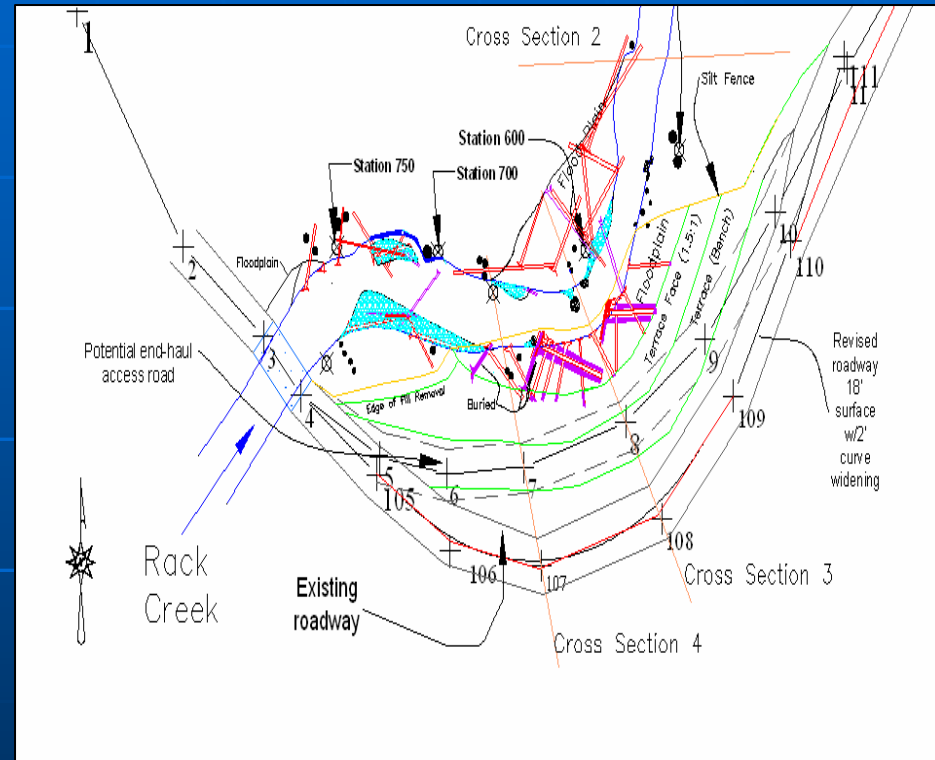 1
Cross Section 2
Silt Fence
111
11
Station 600
Station 750
Station 700
Flood Plain
2
Floodplain
Floodplain
Terrace Face (1.5:1)
Terrace (Bench)
10
110
3
Potential end-haul
access road
9
Revised
roadway
18'
surface
w/2'
curve
widening
4
Edge of Fill Removal
Buried
109
8
5
105
6
7
108
Rack
Creek
106
107
Existing
roadway
Cross Section 3
Cross Section 4